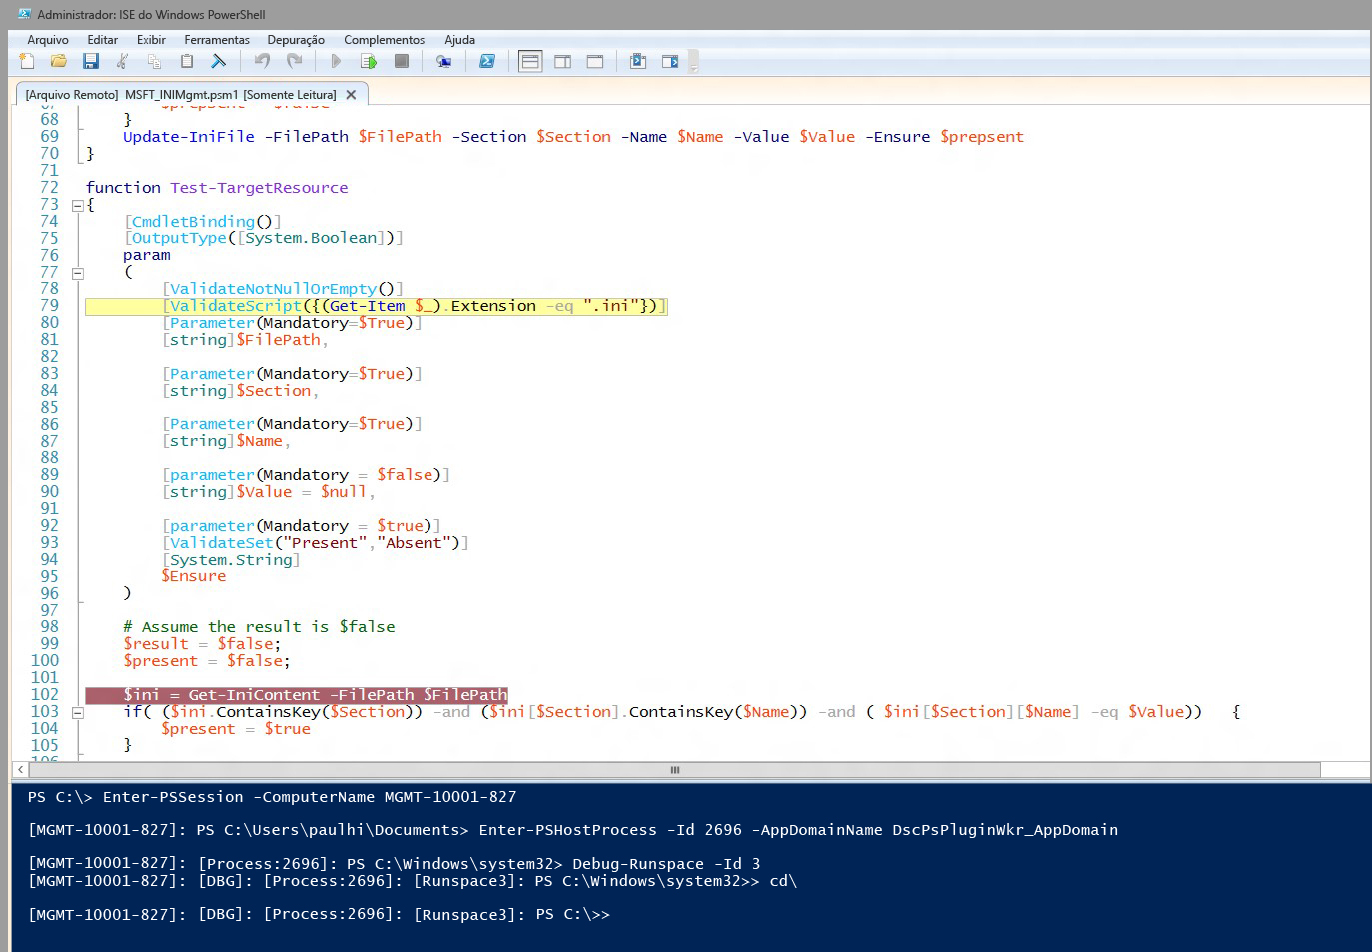 Administrador: ISE do Windows PowerShell
Arquivo Editar Exibir Ferramentas Depuração Complementos Ajuda
[Arquivo Remoto] MSFT_INIMgmt.psm1 [Somente Leitura]
67 $prepsent = $false
68 }
69 Update-IniFile -FilePath $FilePath -Section $Section -Name $Name -Value $Value -Ensure $prepsent
70 }
71
72 function Test-TargetResource
73 {
74 [CmdletBinding()]
75 [OutputType([System.Boolean])]
76 param
77 (
78 [ValidateNotNullOrEmpty()]
79 [ValidateScript({(Get-Item $_).Extension -eq ".ini"})]
80 [Parameter(Mandatory=$True)]
81 [string]$FilePath,
82
83 [Parameter(Mandatory=$True)]
84 [string]$Section,
85
86 [Parameter(Mandatory=$True)]
87 [string]$Name,
88
89 [parameter(Mandatory = $false)]
90 [string]$Value = $null,
91
92 [parameter(Mandatory = $true)]
93 [ValidateSet("Present","Absent")]
94 [System.String]
95 $Ensure
96 )
97
98 # Assume the result is $false
99 $result = $false;
100 $present = $false;
101
102 $ini = Get-IniContent -FilePath $FilePath
103 if( ($ini.ContainsKey($Section)) -and ($ini[$Section].ContainsKey($Name)) -and ( $ini[$Section][$Name] -eq $Value)) {
104 $present = $true
105 }
106
PS C:\> Enter-PSSession -ComputerName MGMT-10001-827
[MGMT-10001-827]: PS C:\Users\paulhi\Documents> Enter-PSHostProcess -Id 2696 -AppDomainName DscPsPluginWkr_AppDomain
[MGMT-10001-827]: [Process:2696]: PS C:\Windows\system32> Debug-Runspace -Id 3
[MGMT-10001-827]: [DBG]: [Process:2696]: [Runspace3]: PS C:\Windows\system32>> cd\
[MGMT-10001-827]: [DBG]: [Process:2696]: [Runspace3]: PS C:\>>